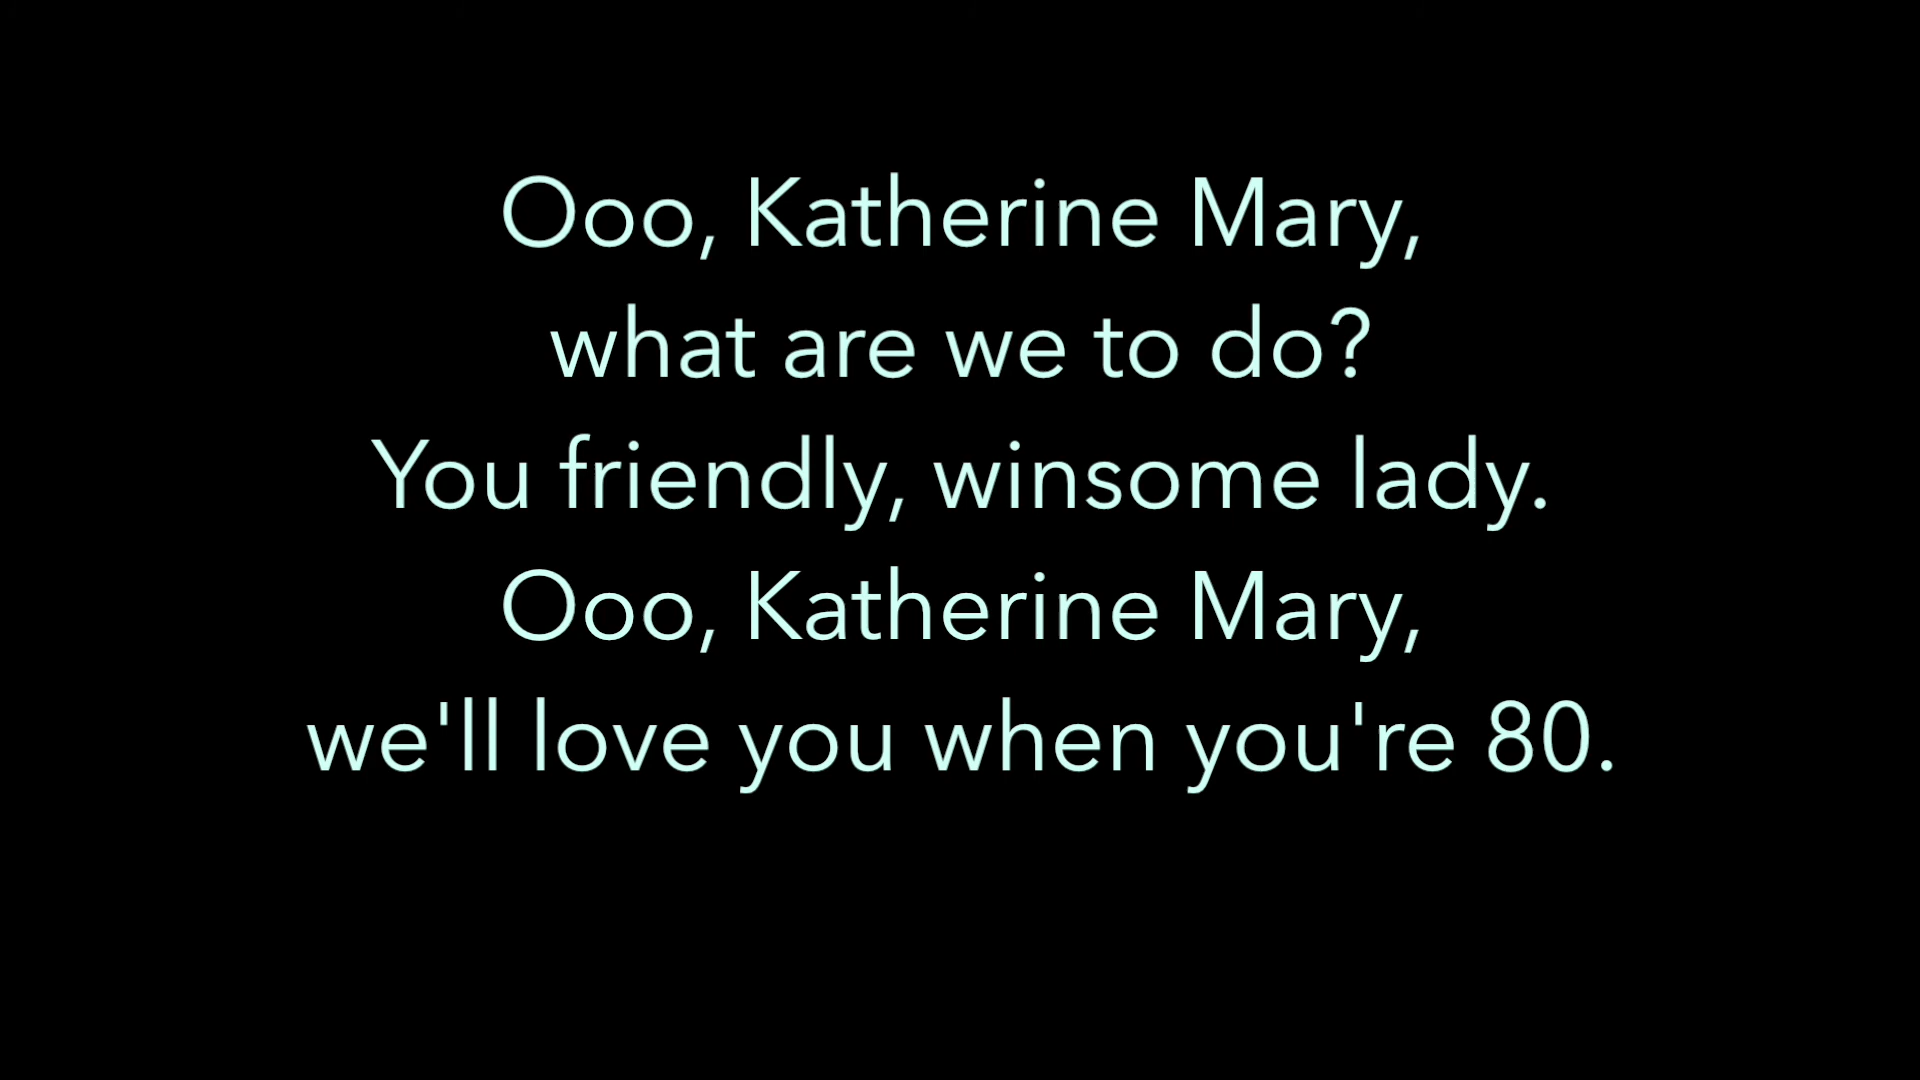 Ooo, Katherine Mary,
what are we to do?
You friendly, winsome lady.
Ooo, Katherine Mary,
we'll love you when you're 80.